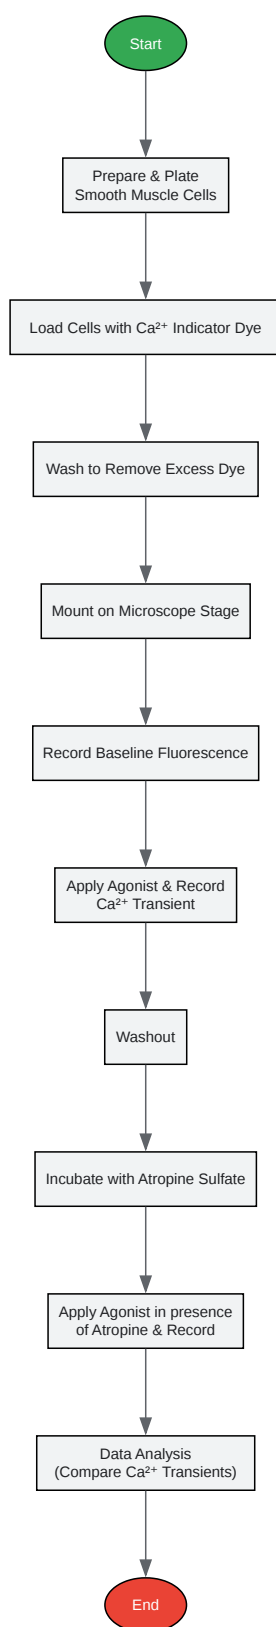 Start
Prepare & Plate
Smooth Muscle Cells
Load Cells with Ca²⁺ Indicator Dye
Wash to Remove Excess Dye
Mount on Microscope Stage
Record Baseline Fluorescence
Apply Agonist & Record
Ca²⁺ Transient
Washout
Incubate with Atropine Sulfate
Apply Agonist in presence
of Atropine & Record
Data Analysis
(Compare Ca²⁺ Transients)
End